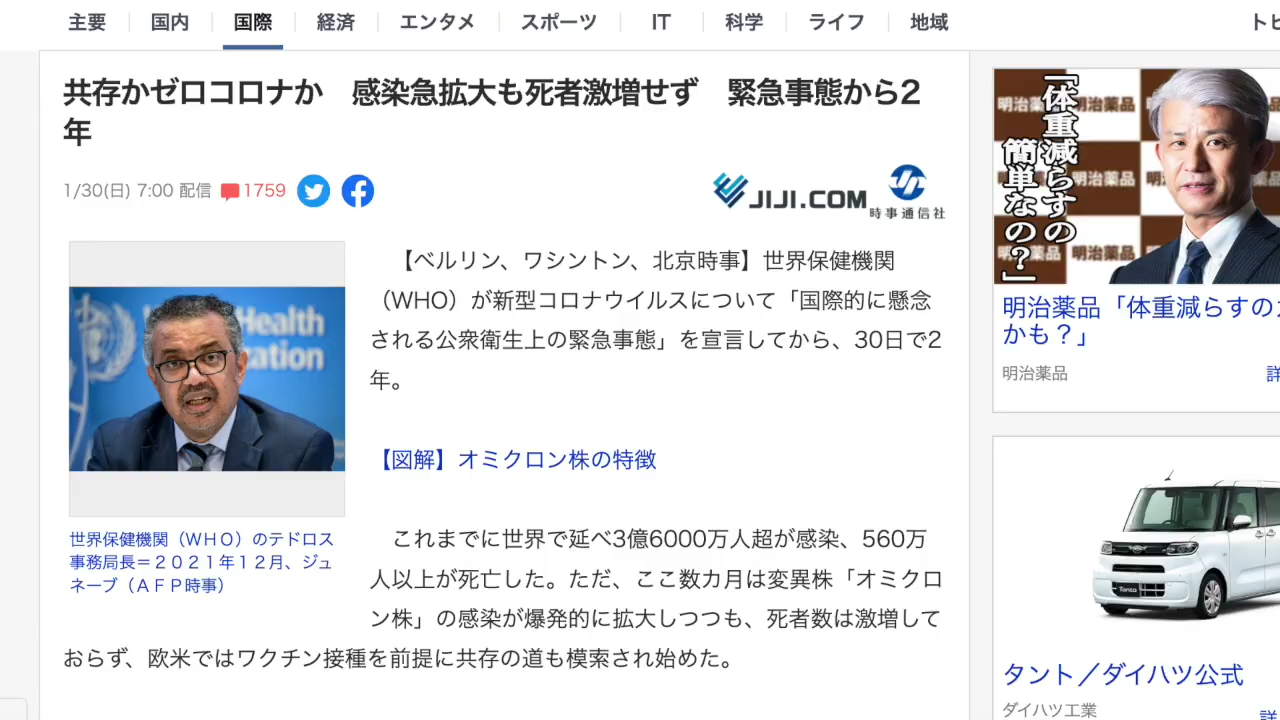 主要
国内
国際
経済
エンタメ
スポーツ
IT
科学
ライフ
地域
トピ
共存かゼロコロナか　感染急拡大も死者激増せず　緊急事態から2
年
1/30(日) 7:00 配信
1759
JIJI.COM
時事通信社
【ベルリン、ワシントン、北京時事】世界保健機関
（WHO）が新型コロナウイルスについて「国際的に懸念
される公衆衛生上の緊急事態」を宣言してから、30日で2
年。
【図解】オミクロン株の特徴
これまでに世界で延べ3億6000万人超が感染、560万
人以上が死亡した。ただ、ここ数カ月は変異株「オミクロ
ン株」の感染が爆発的に拡大しつつも、死者数は激増して
おらず、欧米ではワクチン接種を前提に共存の道も模索され始めた。
世界保健機関（ＷＨＯ）のテドロス
事務局長＝２０２１年１２月、ジュ
ネーブ（ＡＦＰ時事）
「体重減らすの
簡単なの？」
明治薬品
明治薬品「体重減らすの
かも？」
明治薬品
詳
Tanto
タント／ダイハツ公式
ダイハツ工業
詳